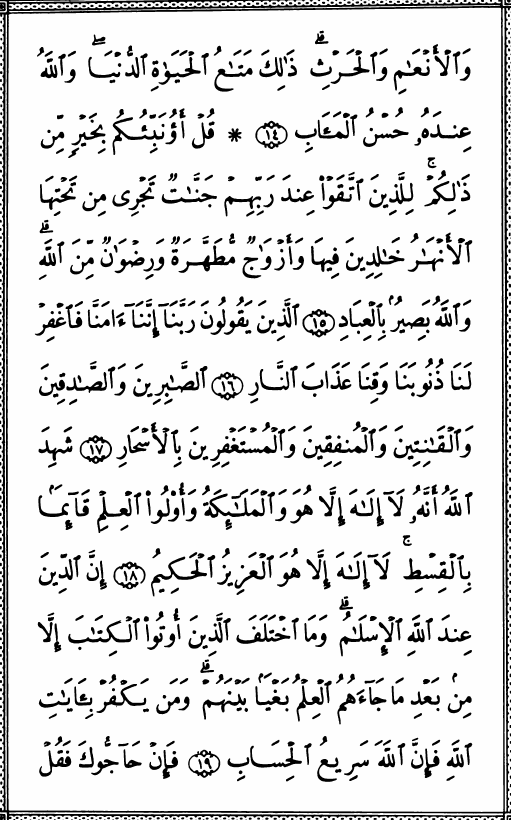 وَٱلۡأَنۡعَٰمِ وَٱلۡحَرۡثِۗ ذَٰلِكَ مَتَٰعُ ٱلۡحَيَوٰةِ ٱلدُّنۡيَاۖ وَٱللَّهُ
عِندَهُۥ حُسۡنُ ٱلۡمَـَٔابِ ١٤ * قُلۡ أَؤُنَبِّئُكُم بِخَيۡرٖ مِّن
ذَٰلِكُمۡۚ لِلَّذِينَ ٱتَّقَوۡاْ عِندَ رَبِّهِمۡ جَنَّٰتٞ تَجۡرِي مِن تَحۡتِهَا
ٱلۡأَنۡهَٰرُ خَٰلِدِينَ فِيهَا وَأَزۡوَٰجٞ مُّطَهَّرَةٞ وَرِضۡوَٰنٞ مِّنَ ٱللَّهِۗ
وَٱللَّهُ بَصِيرُۢ بِٱلۡعِبَادِ ١٥ ٱلَّذِينَ يَقُولُونَ رَبَّنَآ إِنَّنَآ ءَامَنَّا فَٱغۡفِرۡ
لَنَا ذُنُوبَنَا وَقِنَا عَذَابَ ٱلنَّارِ ١٦ ٱلصَّٰبِرِينَ وَٱلصَّٰدِقِينَ
وَٱلۡقَٰنِتِينَ وَٱلۡمُنفِقِينَ وَٱلۡمُسۡتَغۡفِرِينَ بِٱلۡأَسۡحَارِ ١٧ شَهِدَ
ٱللَّهُ أَنَّهُۥ لَآ إِلَٰهَ إِلَّا هُوَ وَٱلۡمَلَٰٓئِكَةُ وَأُوْلُواْ ٱلۡعِلۡمِ قَآئِمَۢا
بِٱلۡقِسۡطِۚ لَآ إِلَٰهَ إِلَّا هُوَ ٱلۡعَزِيزُ ٱلۡحَكِيمُ ١٨ إِنَّ ٱلدِّينَ
عِندَ ٱللَّهِ ٱلۡإِسۡلَٰمُۗ وَمَا ٱخۡتَلَفَ ٱلَّذِينَ أُوتُواْ ٱلۡكِتَٰبَ إِلَّا
مِنۢ بَعۡدِ مَا جَآءَهُمُ ٱلۡعِلۡمُ بَغۡيَۢا بَيۡنَهُمۡۗ وَمَن يَكۡفُرۡ بِـَٔايَٰتِ
ٱللَّهِ فَإِنَّ ٱللَّهَ سَرِيعُ ٱلۡحِسَابِ ١٩ فَإِنۡ حَآجُّوكَ فَقُلۡ